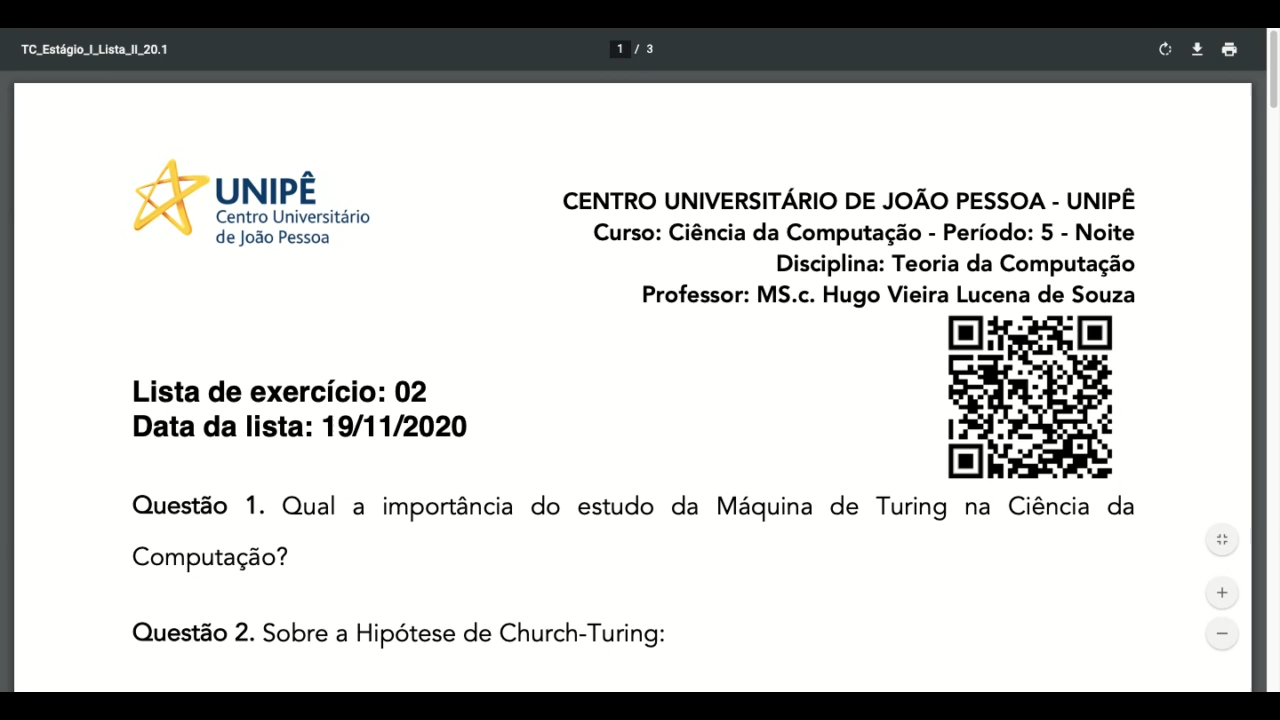 TC_Estágio_I_Lista_II_20.1
1 / 3
UNIPÊ
Centro Universitário
de João Pessoa
CENTRO UNIVERSITÁRIO DE JOÃO PESSOA - UNIPÊ
Curso: Ciência da Computação - Período: 5 - Noite
Disciplina: Teoria da Computação
Professor: MS.c. Hugo Vieira Lucena de Souza
Lista de exercício: 02
Data da lista: 19/11/2020
Questão 1. Qual a importância do estudo da Máquina de Turing na Ciência da
Computação?
Questão 2. Sobre a Hipótese de Church-Turing: